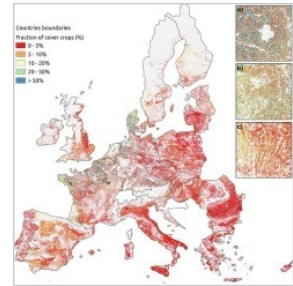 Countries boundaries
Fraction of cover crops (%)
0 - 5%
5 - 10%
10 - 20%
20 - 50%
> 50%
a)
b)
c)